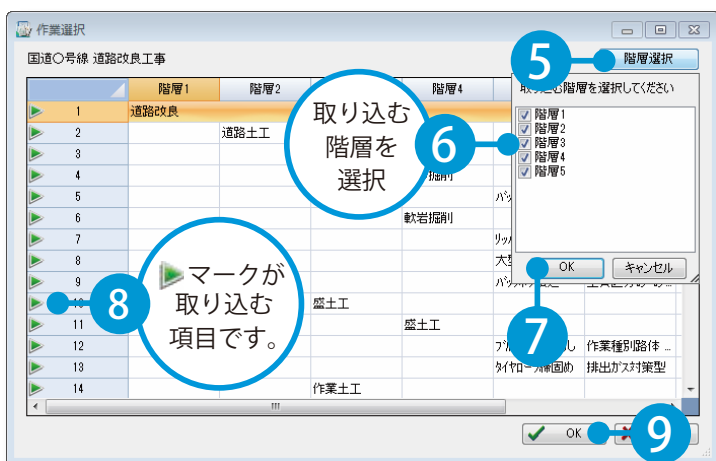 作業選択
国道○号線 道路改良工事
5
階層選択
階層1
階層2
階層4
取り込む階層を選択してください
1
道路改良
階層1
2
道路土工
階層2
3
階層3
4
階層4
5
階層5
取り込む
階層を
選択
6
6
軟岩掘削
7
8
OK
キャンセル
7
9
8
マークが
取り込む
項目です。
10
盛土工
11
盛土工
12
作業種別路体 ...
13
排出ガス対策型
14
作業土工
OK
9